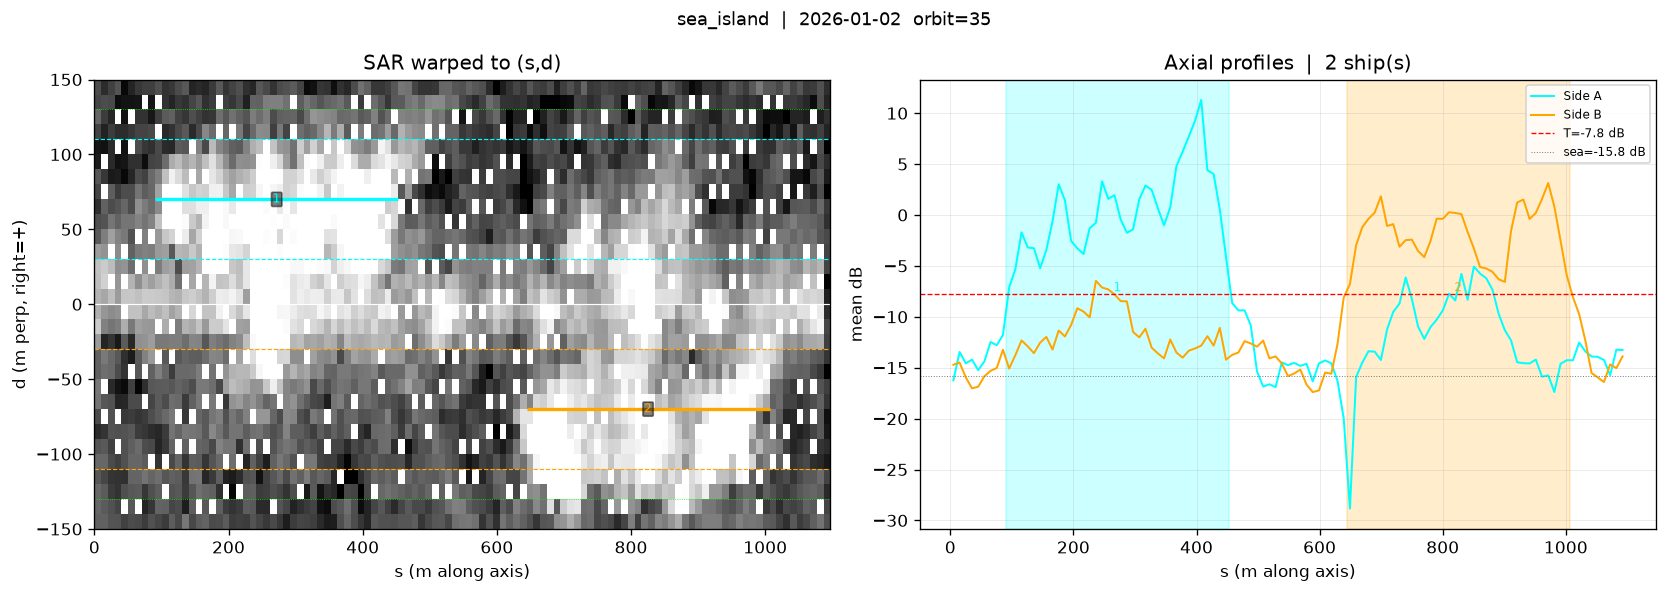 sea_island  |  2026-01-02  orbit=35
SAR warped to (s,d)
150
100
50
0
−50
−100
−150
d (m perp, right=+)
1
2
0
200
400
600
800
1000
s (m along axis)
Axial profiles  |  2 ship(s)
10
5
0
−5
−10
−15
−20
−25
−30
mean dB
Side A
Side B
T=-7.8 dB
sea=-15.8 dB
1
2
0
200
400
600
800
1000
s (m along axis)